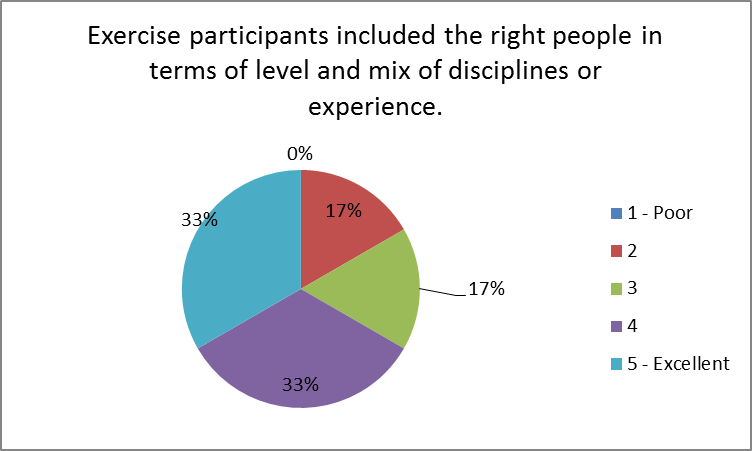 Exercise participants included the right people in
terms of level and mix of disciplines or
experience.
0%
17%
33%
17%
33%
1 - Poor
2
3
4
5 - Excellent